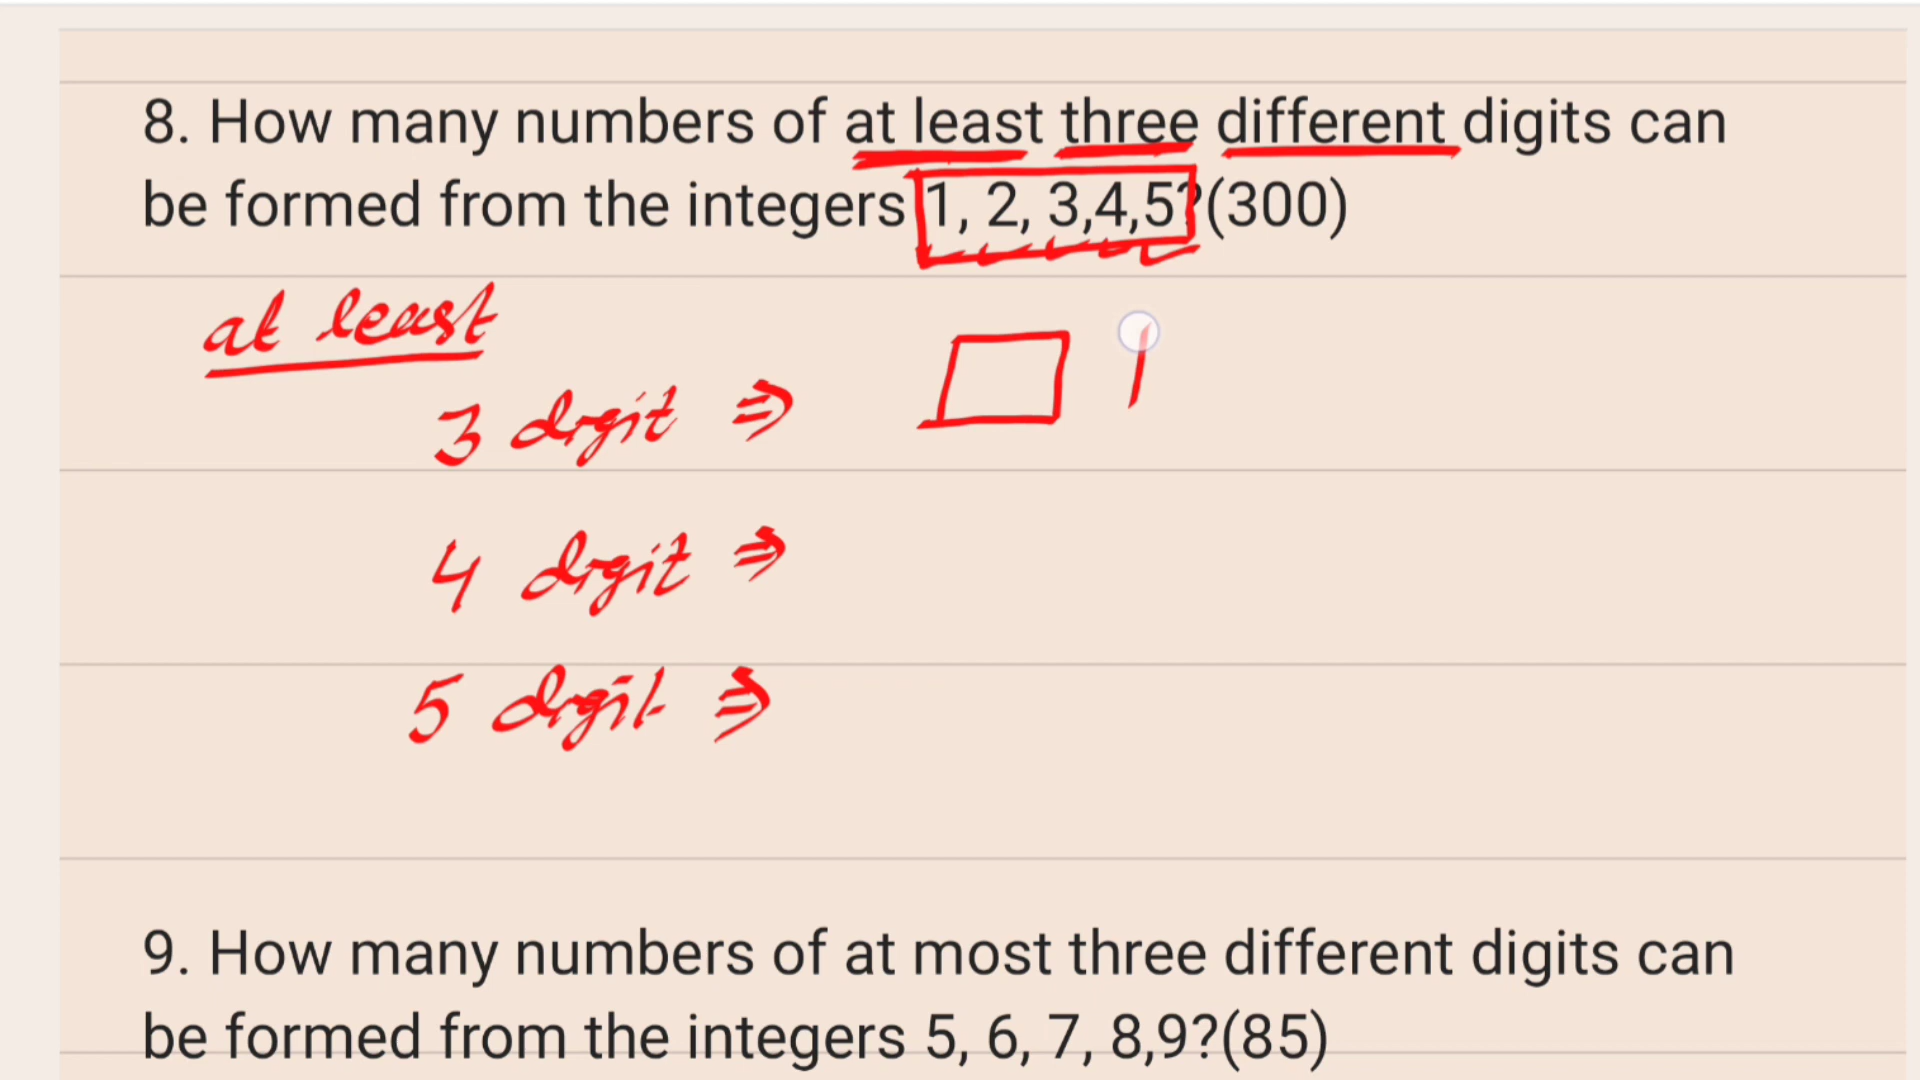 8. How many numbers of at least three different digits can
be formed from the integers 1, 2, 3,4,5?(300)
at least
3 digit ⇒
4 digit ⇒
5 digit ⇒
9. How many numbers of at most three different digits can
be formed from the integers 5, 6, 7, 8,9?(85)